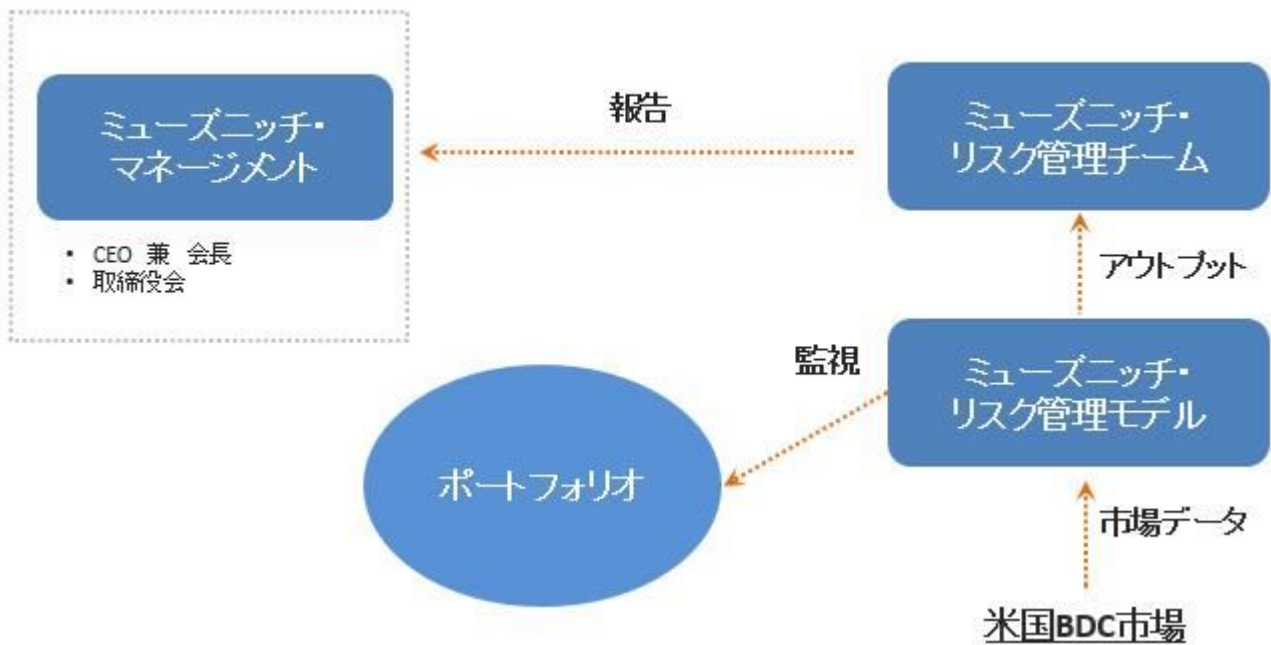 ミューズニッチ・
マネージメント
• CEO 兼 会長
• 取締役会
報告
ミューズニッチ・
リスク管理チーム
アウトプット
監視
ミューズニッチ・
リスク管理モデル
ポートフォリオ
市場データ
米国BDC市場